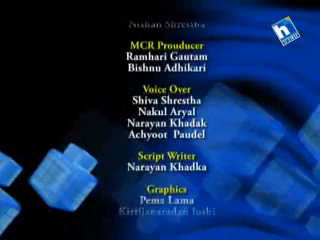 Nishan Shrestha
MCR Prouducer
Ramhari Gautam
Bishnu Adhikari
Voice Over
Shiva Shrestha
Nakul Aryal
Narayan Khadak
Achyoot Paudel
Script Writer
Narayan Khadka
Graphics
Pema Lama